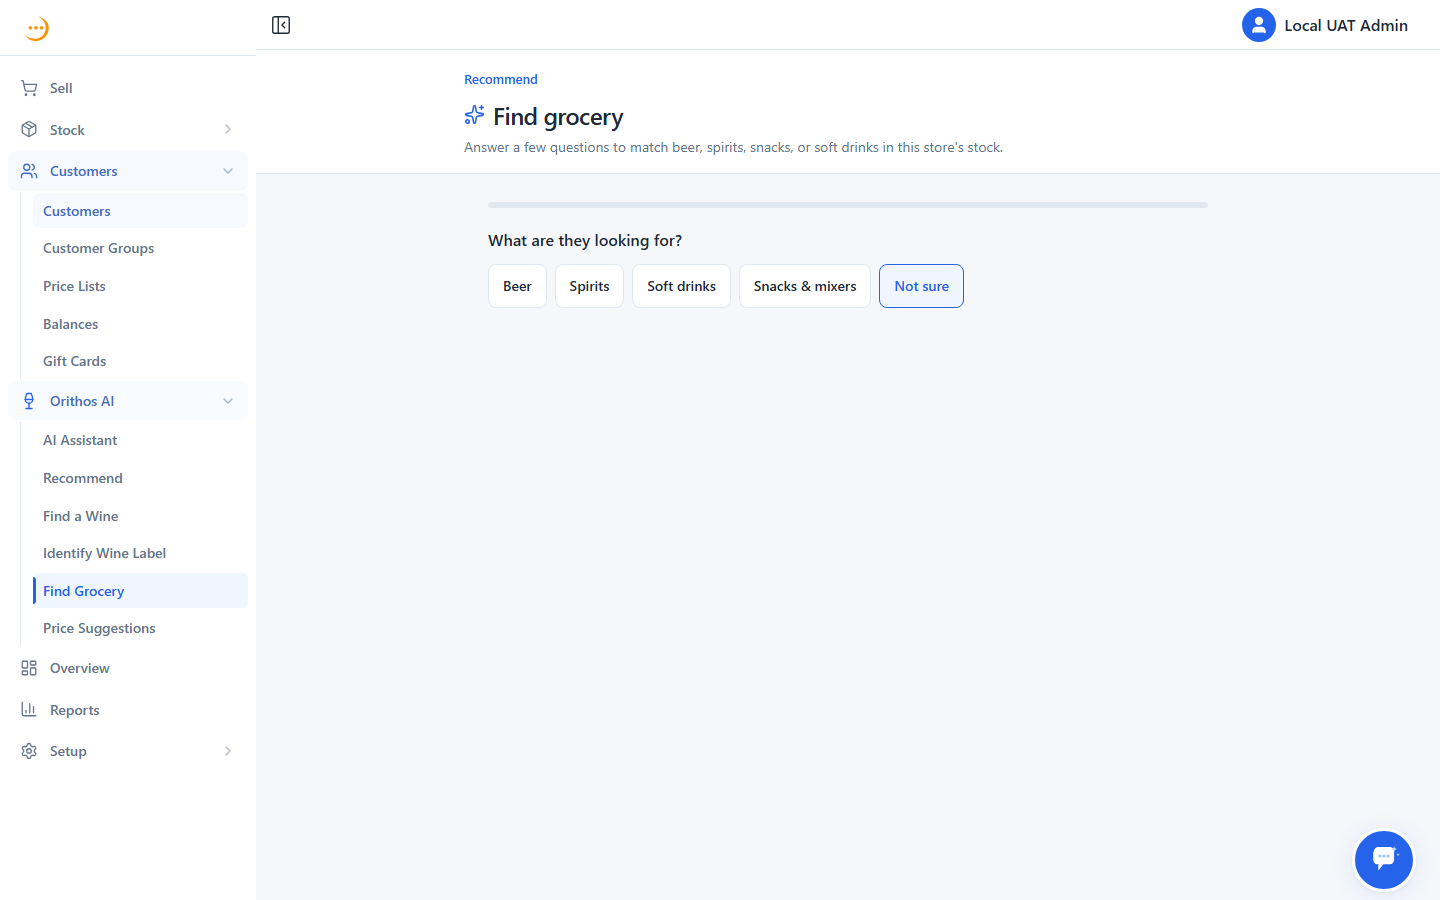 Local UAT Admin
Sell
Stock
Customers
Customers
Customer Groups
Price Lists
Balances
Gift Cards
Orithos AI
AI Assistant
Recommend
Find a Wine
Identify Wine Label
Find Grocery
Price Suggestions
Overview
Reports
Setup
Recommend
Find grocery
Answer a few questions to match beer, spirits, snacks, or soft drinks in this store's stock.
What are they looking for?
Beer Spirits Soft drinks Snacks & mixers Not sure